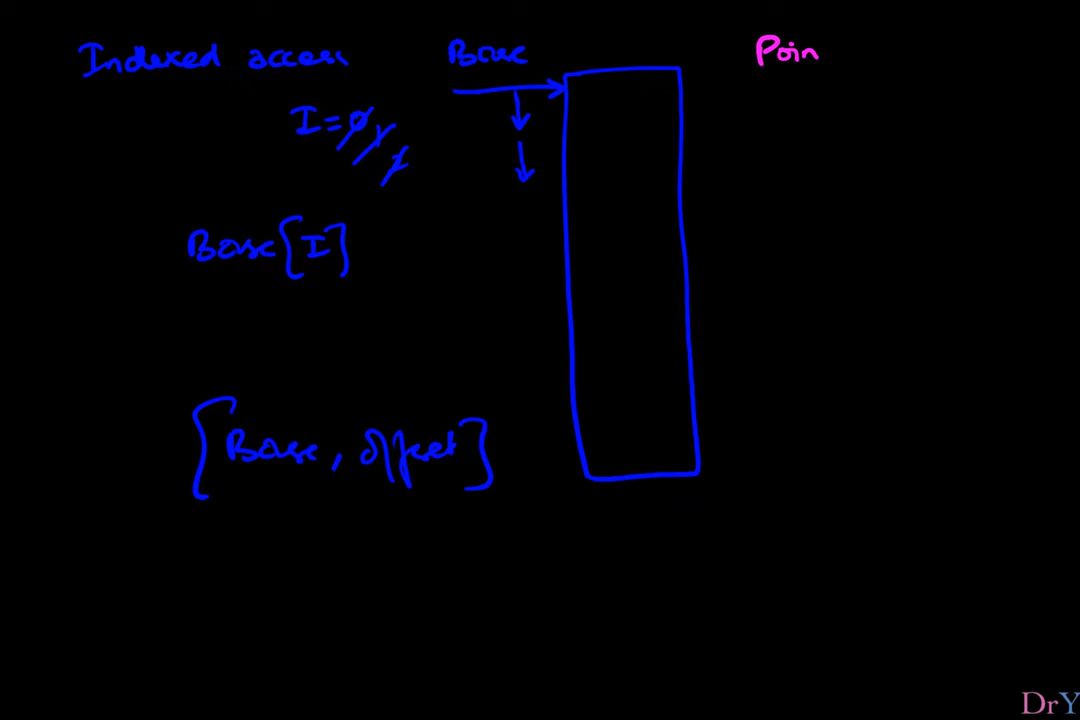 Indexed access
Base
Poin
I=0
1
2
Base[I]
[Base, offset]
DrY